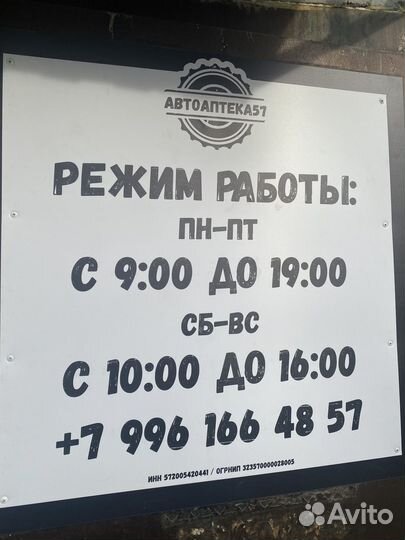 АВТОАПТЕКА57
РЕЖИМ РАБОТЫ:
ПН-ПТ
С 9:00 ДО 19:00
СБ-ВС
С 10:00 ДО 16:00
+7 996 166 48 57
ИНН 572005420441 / ОГРНИП 323570000028005
Avito